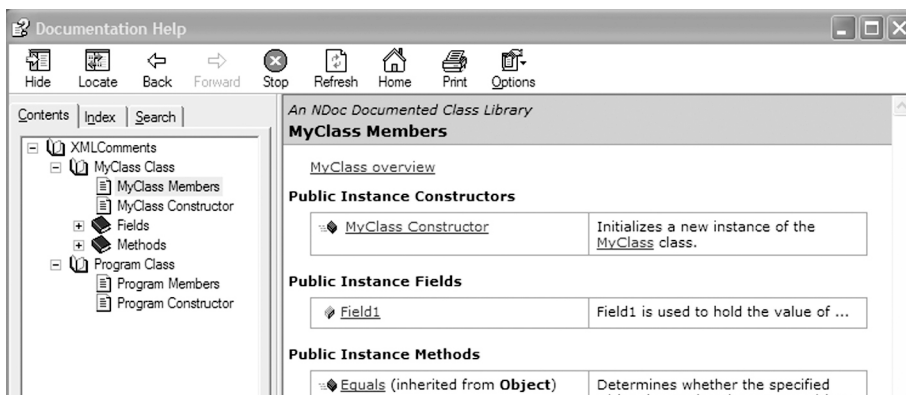 Documentation Help
Hide Locate Back Forward Stop Refresh Home Print Options
Contents Index Search
XMLComments
MyClass Class
MyClass Members
MyClass Constructor
Fields
Methods
Program Class
Program Members
Program Constructor
An NDoc Documented Class Library
MyClass Members
MyClass overview
Public Instance Constructors
MyClass Constructor
Initializes a new instance of the
MyClass class.
Public Instance Fields
Field1
Field1 is used to hold the value of ...
Public Instance Methods
Equals (inherited from Object)
Determines whether the specified